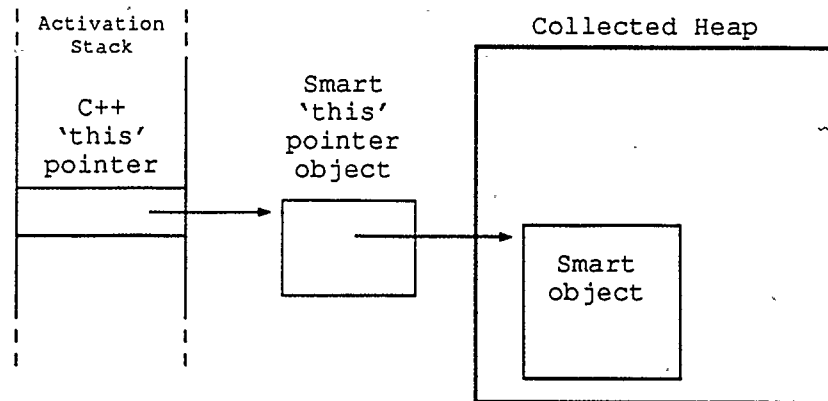 Activation
Stack
C++
‘this’
pointer
Smart
‘this’
pointer
object
Collected Heap
Smart
object